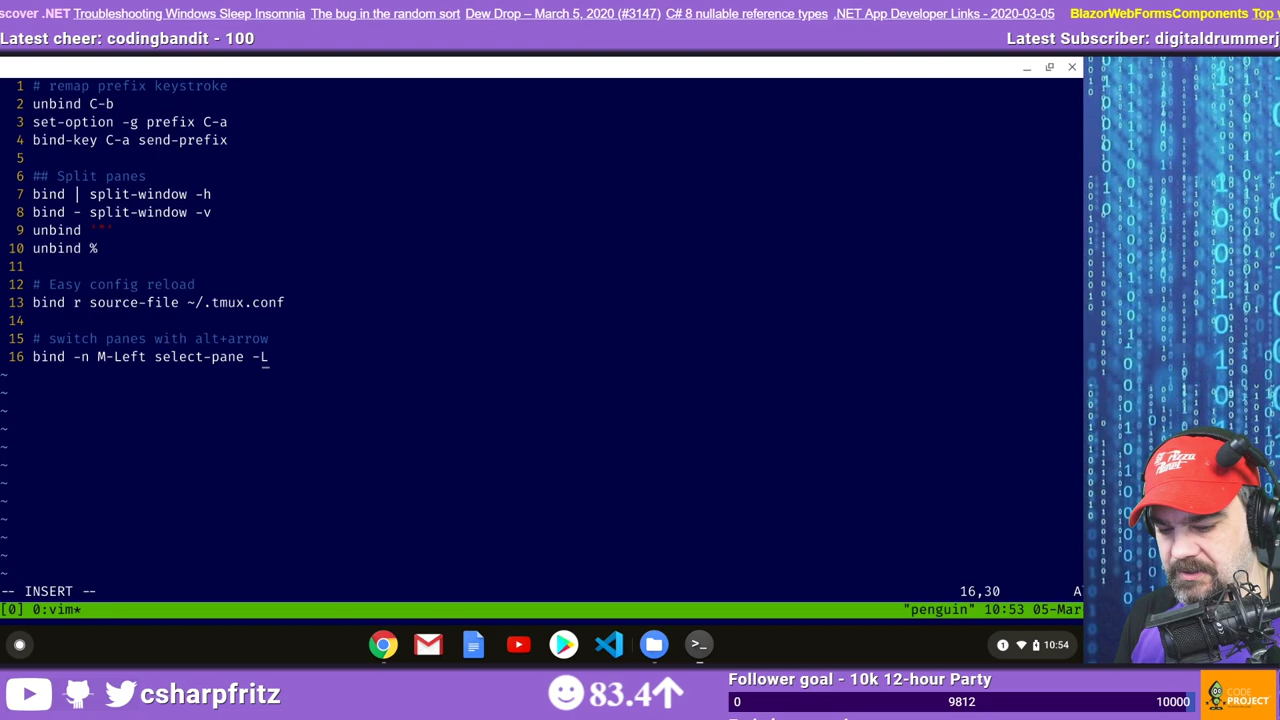 scover .NET Troubleshooting Windows Sleep Insomnia The bug in the random sort Dew Drop – March 5, 2020 (#3147) C# 8 nullable reference types .NET App Developer Links - 2020-03-05 BlazorWebFormsComponents Top
Latest cheer: codingbandit - 100
Latest Subscriber: digitaldrummerj
1 # remap prefix keystroke
2 unbind C-b
3 set-option -g prefix C-a
4 bind-key C-a send-prefix
5
6 ## Split panes
7 bind | split-window -h
8 bind - split-window -v
9 unbind '"'
10 unbind %
11
12 # Easy config reload
13 bind r source-file ~/.tmux.conf
14
15 # switch panes with alt+arrow
16 bind -n M-Left select-pane -L
~
~
~
~
~
~
~
~
~
~
~
~
-- INSERT -- 16,30 A
[0] 0:vim* "penguin" 10:53 05-Mar
1 10:54
csharpfritz
83.4
Follower goal - 10k 12-hour Party
0 9812 10000
CODE
PROJECT